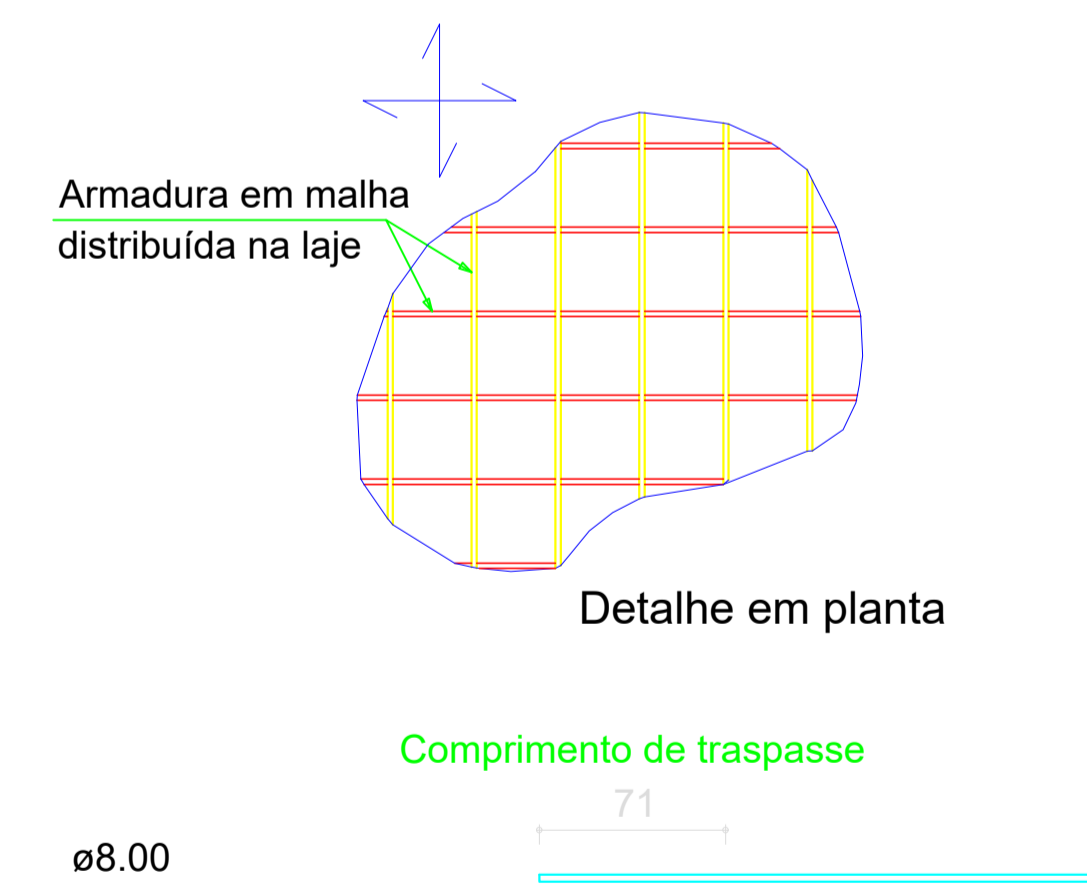 Armadura em malha
distribuída na laje
Detalhe em planta
Comprimento de traspasse
71
ø8.00